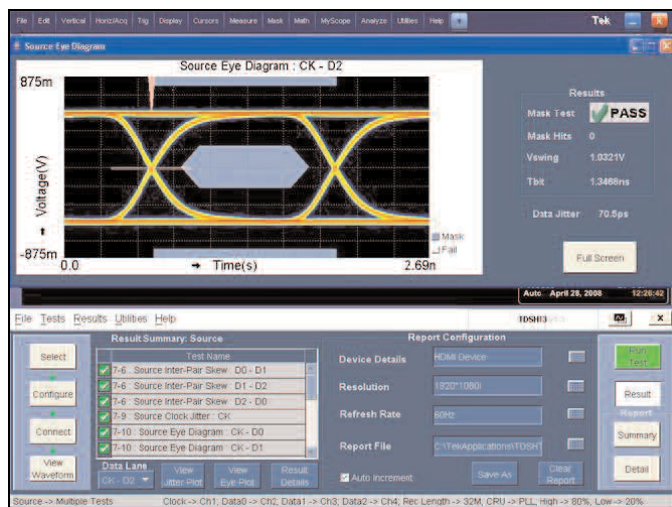 File Edit Vertical Horiz/Acq Trig Display Cursors Measure Mask Math MyScope Analyze Utilities Help Tek
Source Eye Diagram
Source Eye Diagram : CK - D2
875m
Voltage(V)
-875m
0.0
Time(s)
2.69n
Mask
Fail
Results
Mask Test PASS
Mask Hits 0
Vswing 1.0321V
Tbit 1.3468ns
Data Jitter 70.5ps
Full Screen
Auto April 28, 2008 12:26:42
File Tests Results Utilities Help TDSHT3 X
Select
Configure
Connect
View Waveform
Result Summary: Source
Test Name
7-6 : Source Inter-Pair Skew : D0 - D1
7-6 : Source Inter-Pair Skew : D1 - D2
7-6 : Source Inter-Pair Skew : D2 - D0
7-9 : Source Clock Jitter : CK
7-10 : Source Eye Diagram : CK - D0
7-10 : Source Eye Diagram : CK - D1
Data Lane
CK - D2
View Jitter Plot
View Eye Plot
Result Details
Report Configuration
Device Details HDMI Device
Resolution 1920*1080i
Refresh Rate 60Hz
Report File C:\TekApplications\TDSHT
Auto Increment
Save As
Clear Report
Run Test
Result
Report
Summary
Detail
Source -> Multiple Tests Clock -> Ch1, Data0 -> Ch2, Data1 -> Ch3, Data2 -> Ch4, Rec Length -> 32M, CRU -> PLL, High -> 80%, Low -> 20%